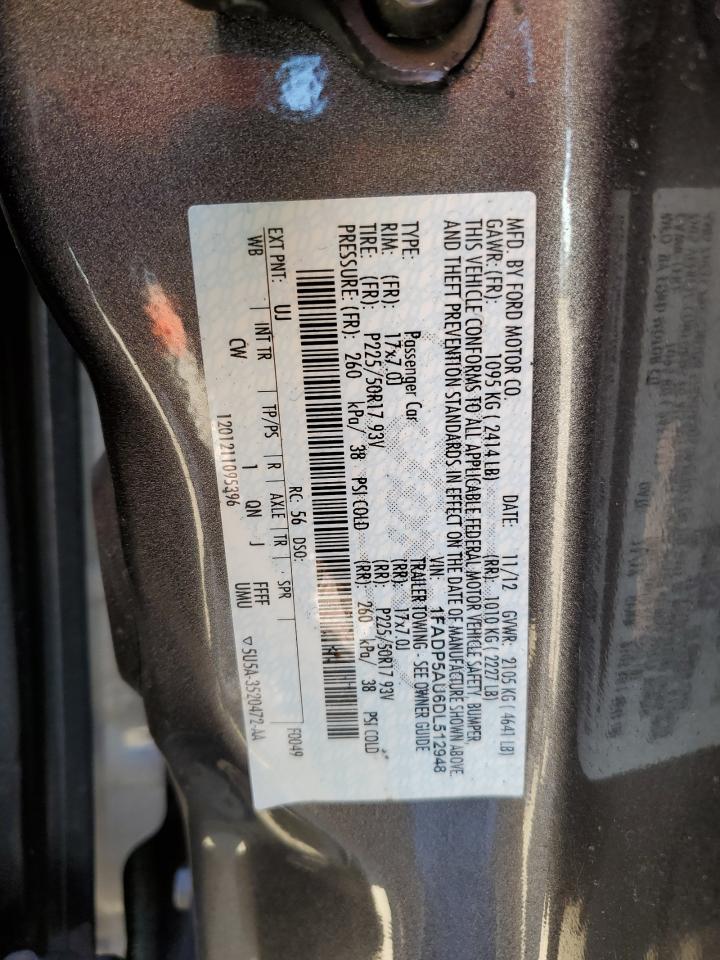 MFD. BY FORD MOTOR CO.
DATE: 11/12 GVWR: 2105 KG ( 4641 LB)
GAWR: (FR): 1095 KG ( 2414 LB) (RR): 1010 KG ( 2227 LB)
THIS VEHICLE CONFORMS TO ALL APPLICABLE FEDERAL MOTOR VEHICLE SAFETY, BUMPER,
AND THEFT PREVENTION STANDARDS IN EFFECT ON THE DATE OF MANUFACTURE SHOWN ABOVE.
VIN: 1FADP5AU6DL512948
TYPE: Passenger Car TRAILER TOWING - SEE OWNER GUIDE
RIM: (FR): 17x7.0J (RR): 17x7.0J
TIRE: (FR): P225/50R17 93V (RR): P225/50R17 93V
PRESSURE: (FR): 260 kPa/ 38 PSI COLD (RR): 260 kPa/ 38 PSI COLD
F0049
EXT PNT: UJ RC: 56 DSO:
WB INT TR TP/PS R AXLE TR SPR
CW 1 QN J FFFF
UMU
1201211095396
▽5U5A-3520472-AA